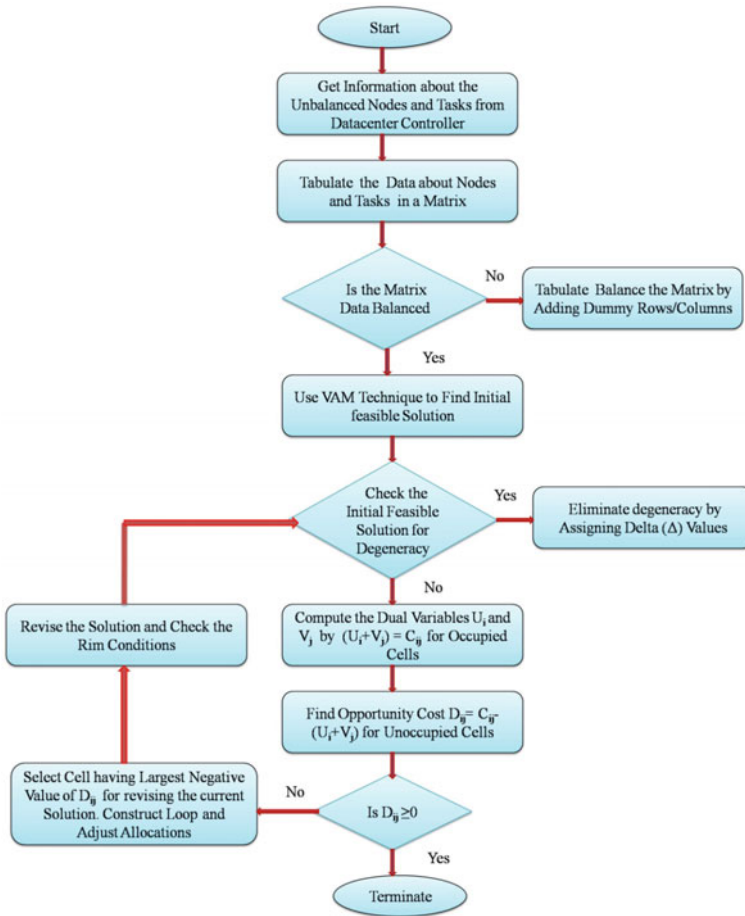 Start
Get Information about the
Unbalanced Nodes and Tasks from
Datacenter Controller
Tabulate the Data about Nodes
and Tasks in a Matrix
Is the Matrix
Data Balanced
No
Tabulate Balance the Matrix by
Adding Dummy Rows/Columns
Yes
Use VAM Technique to Find Initial
feasible Solution
Check the
Initial Feasible
Solution for
Degeneracy
Yes
Eliminate degeneracy by
Assigning Delta (Δ) Values
No
Compute the Dual Variables Ui and
Vj by (Ui+Vj) = Cij for Occupied
Cells
Revise the Solution and Check the
Rim Conditions
Find Opportunity Cost Dij= Cij-
(Ui+Vj) for Unoccupied Cells
Select Cell having Largest Negative
Value of Dij for revising the current
Solution. Construct Loop and
Adjust Allocations
No
Is Dij ≥0
Yes
Terminate